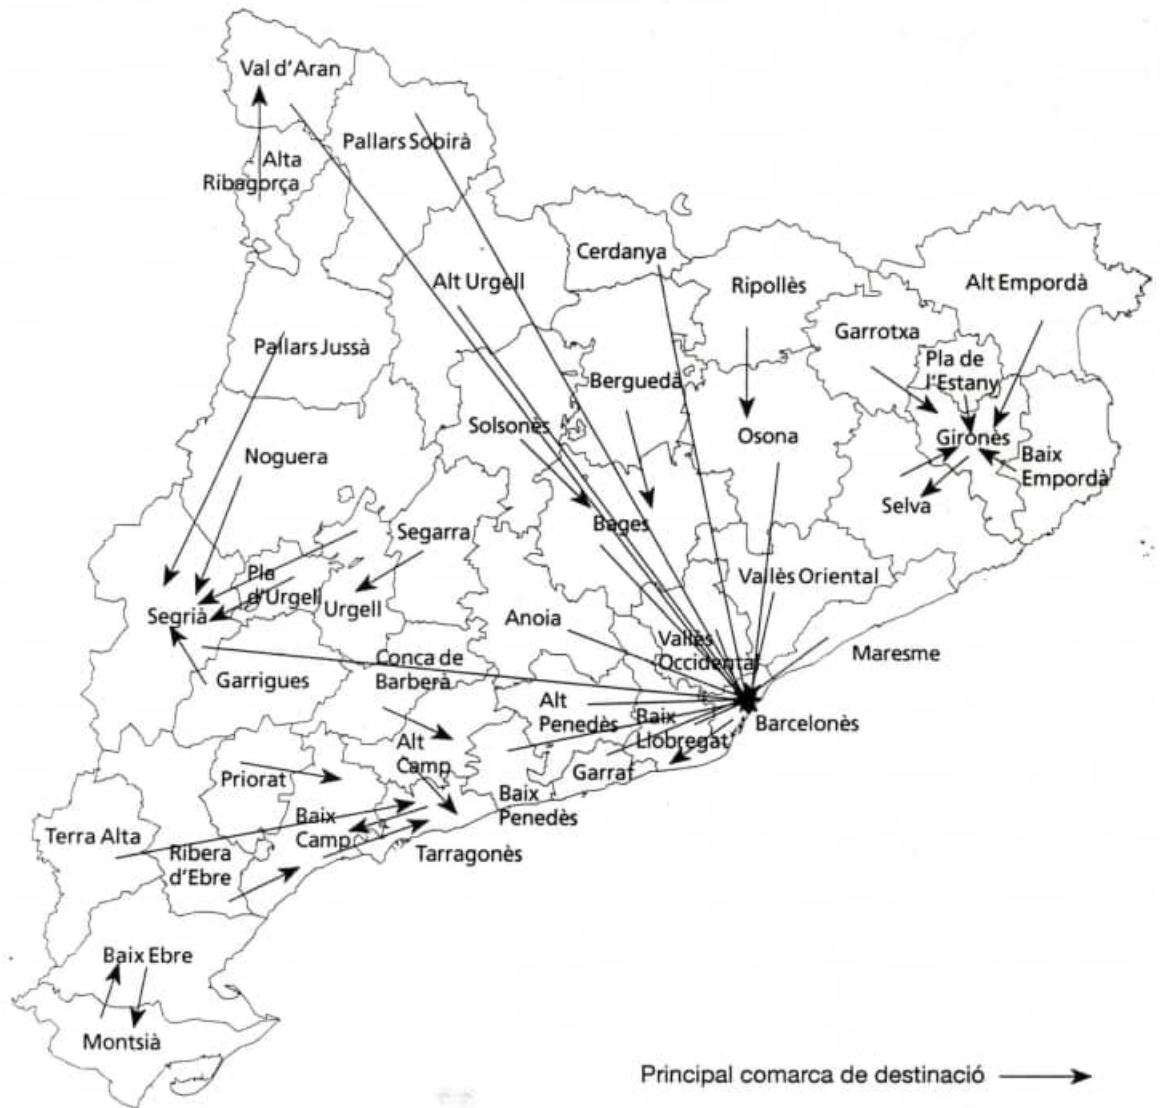 Val d'Aran
Pallars Sobirà
Alta
Ribagorça
Cerdanya
Alt Urgell
Ripollès
Alt Empordà
Garrotxa
Pallars Jussà
Pla de
l'Estany
Berguedà
Solsonès
Osona
Gironès
Noguera
Baix
Empordà
Selva
Segarra
Bages
Pla
d'Urgell
Vallès Oriental
Urgell
Segrià
Anoia
Vallès
Occidental
Maresme
Conca de
Barberà
Garrigues
Alt
Penedès
Baix
Llobregat
Barcelonès
Alt
Camp
Garraf
Priorat
Baix
Penedès
Baix
Camp
Terra Alta
Ribera
d'Ebre
Tarragonès
Baix Ebre
Montsià
Principal comarca de destinació